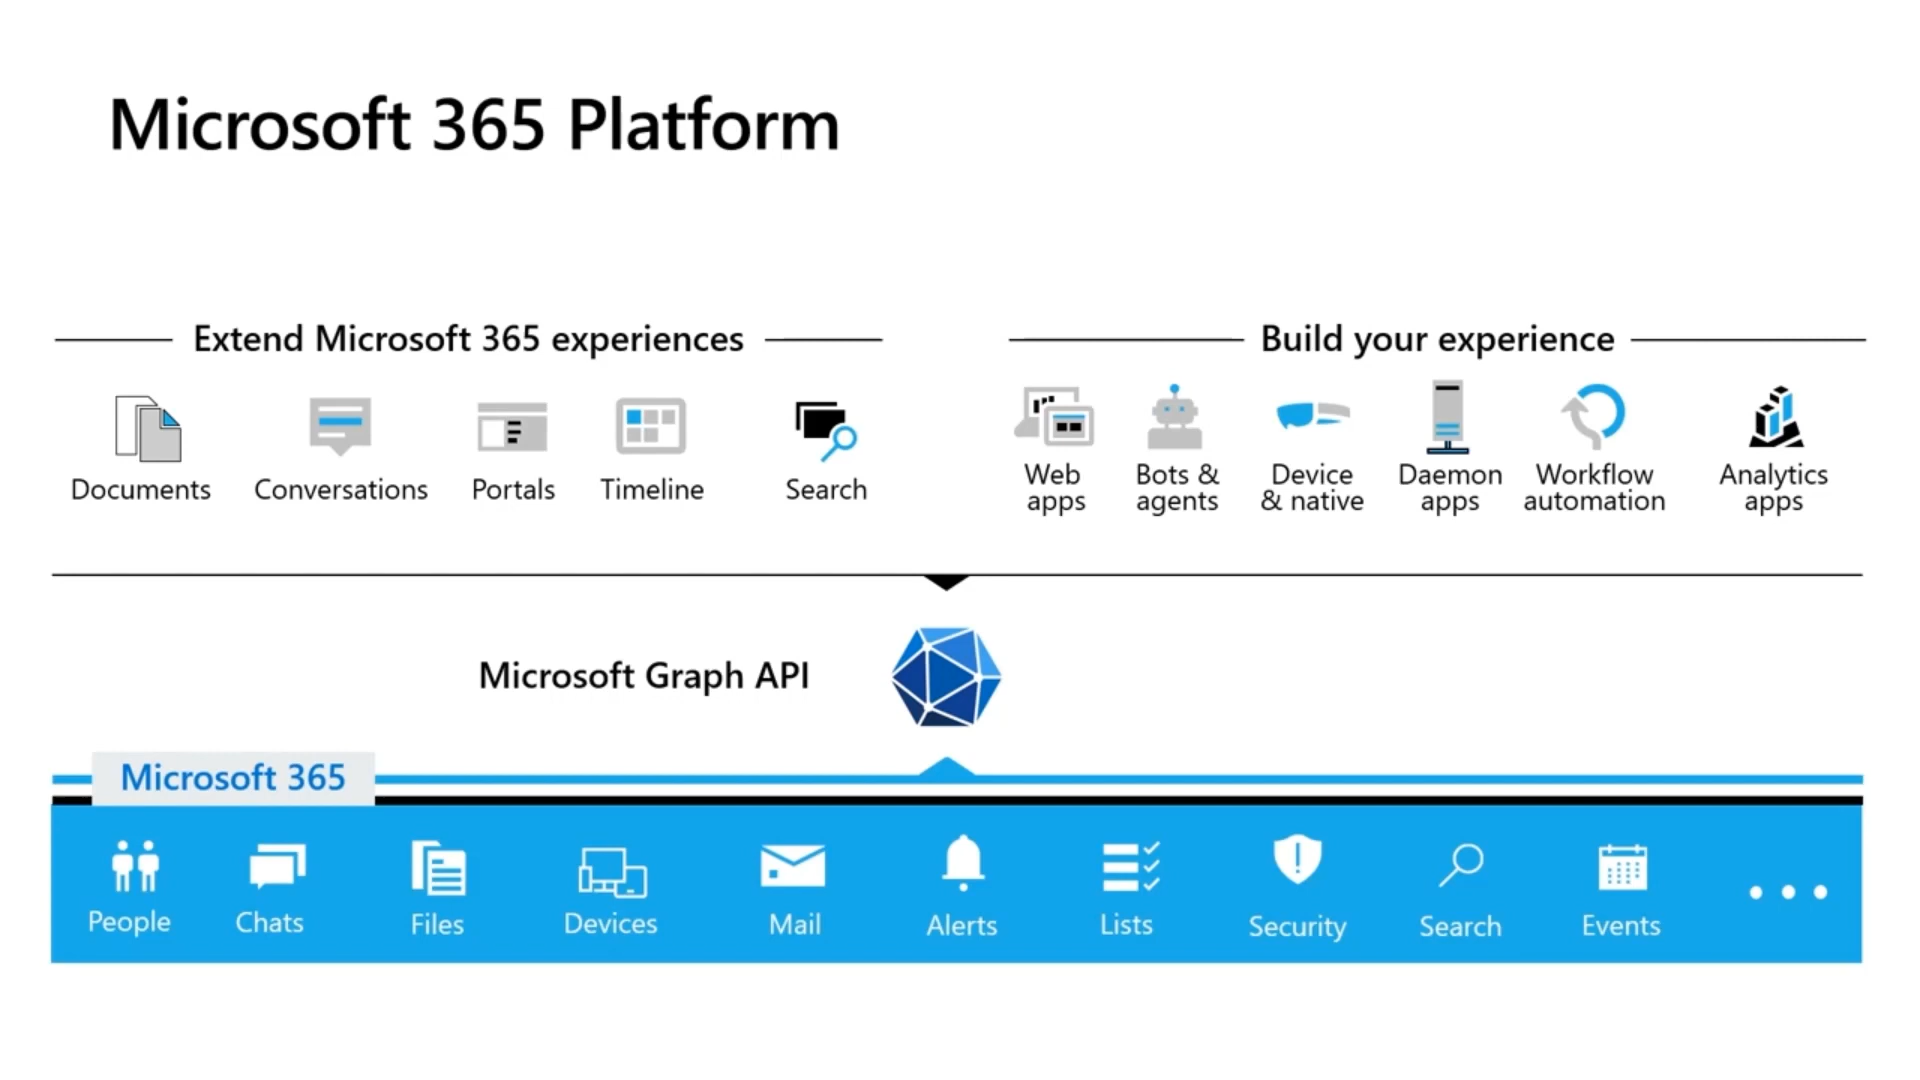 Microsoft 365 Platform
Extend Microsoft 365 experiences
Documents
Conversations
Portals
Timeline
Search
Build your experience
Web
apps
Bots &
agents
Device
& native
Daemon
apps
Workflow
automation
Analytics
apps
Microsoft Graph API
Microsoft 365
People
Chats
Files
Devices
Mail
Alerts
Lists
Security
Search
Events